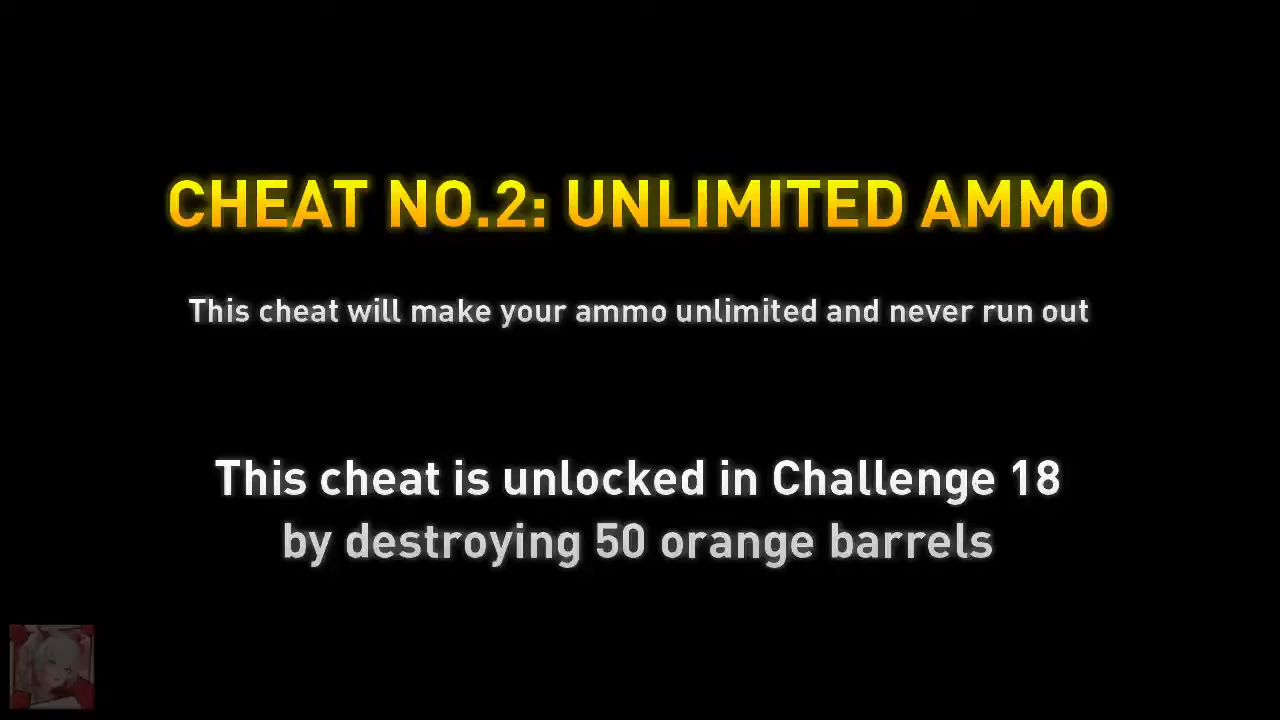 CHEAT NO.2: UNLIMITED AMMO
This cheat will make your ammo unlimited and never run out
This cheat is unlocked in Challenge 18
by destroying 50 orange barrels